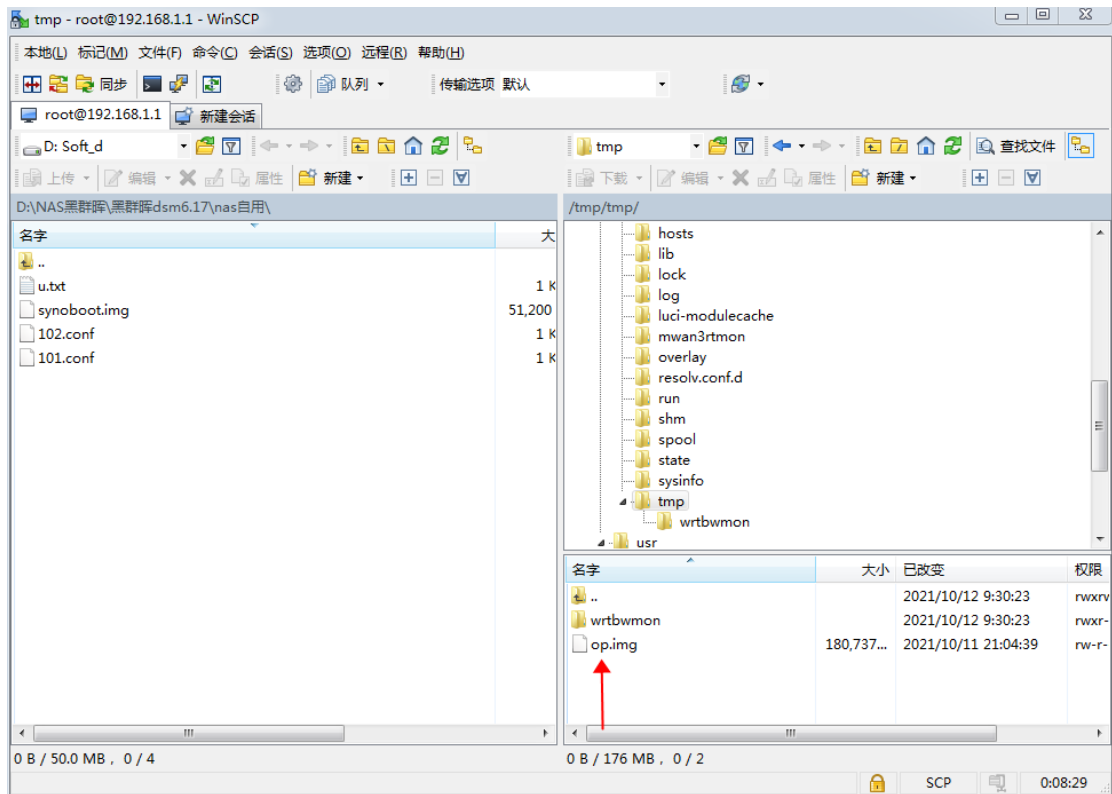 tmp - root@192.168.1.1 - WinSCP
本地(L) 标记(M) 文件(F) 命令(C) 会话(S) 选项(O) 远程(R) 帮助(H)
同步 队列 传输选项 默认
root@192.168.1.1 新建会话
D: Soft_d tmp 查找文件
上传 编辑 属性 新建 下载 编辑 属性 新建
D:\NAS黑群晖\黑群晖dsm6.17\nas自用\ /tmp/tmp/
名字 大
..
u.txt 1 K
synoboot.img 51,200
102.conf 1 K
101.conf 1 K
hosts
lib
lock
log
luci-modulecache
mwan3rtmon
overlay
resolv.conf.d
run
shm
spool
state
sysinfo
tmp
wrtbwmon
usr
名字 大小 已改变 权限
.. 2021/10/12 9:30:23 rwxrw
wrtbwmon 2021/10/12 9:30:23 rwxr-
op.img 180,737... 2021/10/11 21:04:39 rw-r-
0 B / 50.0 MB , 0 / 4 0 B / 176 MB , 0 / 2
SCP 0:08:29